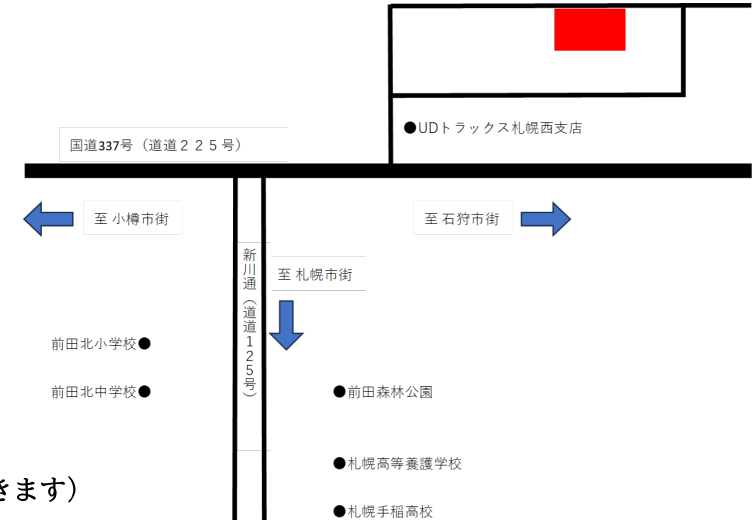 ●UDトラックス札幌西支店
国道337号（道道２２５号）
至 小樽市街
至 石狩市街
新川通（道道１２５号）
至 札幌市街
前田北小学校●
前田北中学校●
●前田森林公園
●札幌高等養護学校
きます）
●札幌手稲高校